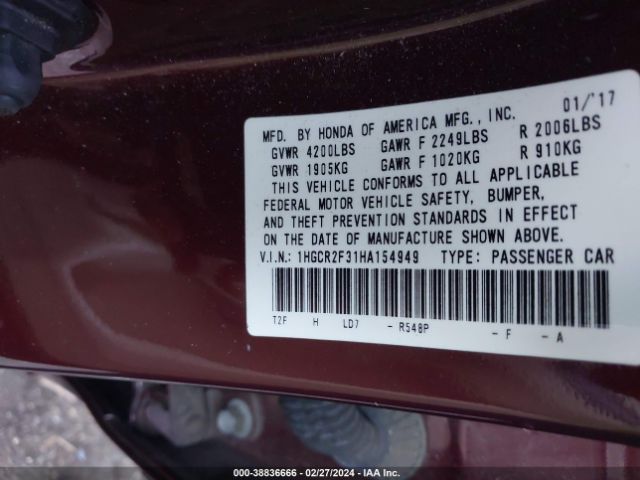 01/'17
MFD. BY HONDA OF AMERICA MFG., INC.
GVWR 4200LBS GAWR F 2249LBS R 2006LBS
GVWR 1905KG GAWR F 1020KG R 910KG
THIS VEHICLE CONFORMS TO ALL APPLICABLE
FEDERAL MOTOR VEHICLE SAFETY, BUMPER,
AND THEFT PREVENTION STANDARDS IN EFFECT
ON THE DATE OF MANUFACTURE SHOWN ABOVE.
V.I.N.: 1HGCR2F31HA154949 TYPE: PASSENGER CAR
T2F H LD7 - R548P - F - A
000-38836666 - 02/27/2024 - IAA Inc.